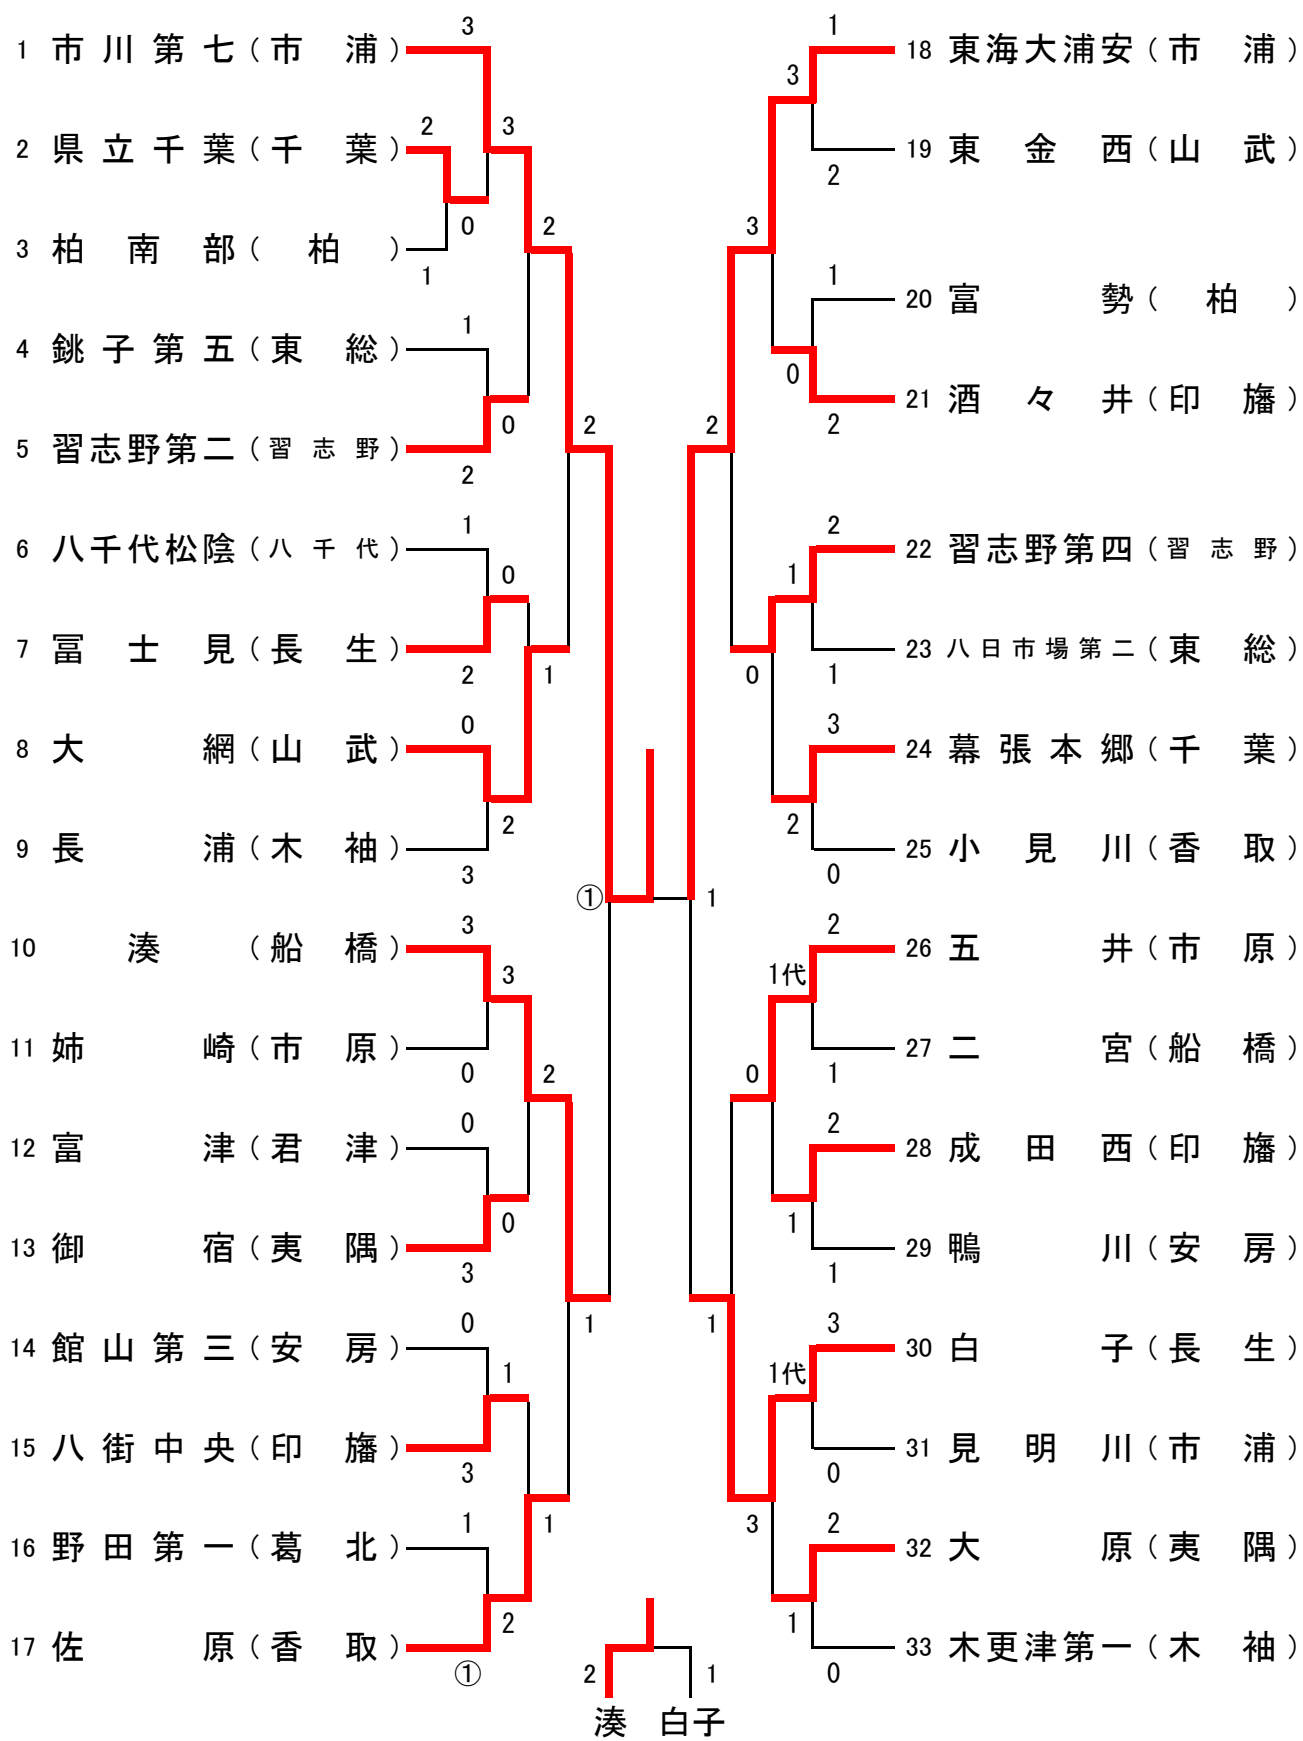 1 市川第七(市浦)
2 県立千葉(千葉)
3 柏南部(柏)
4 銚子第五(東総)
5 習志野第二(習志野)
6 八千代松陰(八千代)
7 冨士見(長生)
8 大網(山武)
9 長浦(木袖)
10 湊(船橋)
11 姉崎(市原)
12 富津(君津)
13 御宿(夷隅)
14 館山第三(安房)
15 八街中央(印旛)
16 野田第一(葛北)
17 佐原(香取)
3
2
3
0
1
2
1
0
2
2
1
0
2
1
0
2
3
3
3
0
2
0
0
3
1
0
1
3
1
1
2
①
①
1
2
1
湊 白子
1
3
2
3
1
0
2
2
2
1
1
0
3
2
0
2
1代
1
0
2
1
1
1
3
1代
0
3
2
1
0
18 東海大浦安(市浦)
19 東金西(山武)
20 富勢(柏)
21 酒々井(印旛)
22 習志野第四(習志野)
23 八日市場第二(東総)
24 幕張本郷(千葉)
25 小見川(香取)
26 五井(市原)
27 二宮(船橋)
28 成田西(印旛)
29 鴨川(安房)
30 白子(長生)
31 見明川(市浦)
32 大原(夷隅)
33 木更津第一(木袖)